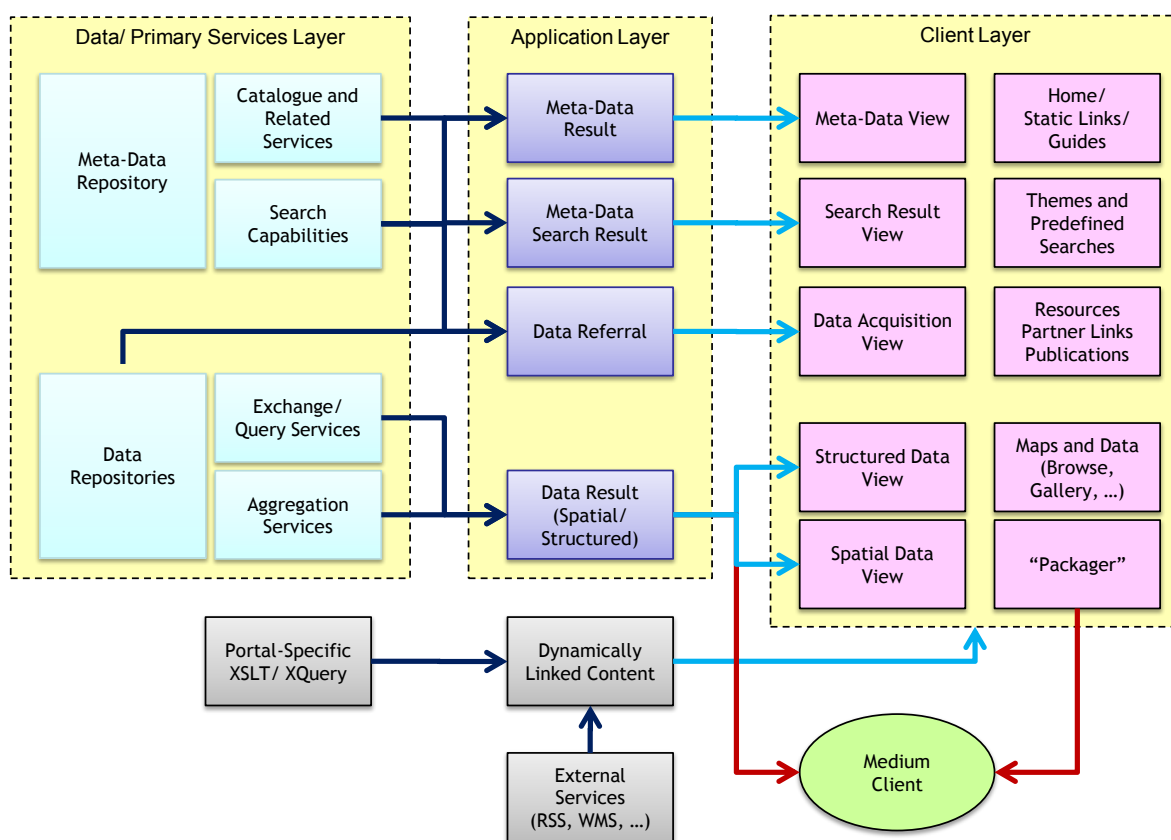 Data/ Primary Services Layer
Meta-Data
Repository
Catalogue and
Related
Services
Search
Capabilities
Data
Repositories
Exchange/
Query Services
Aggregation
Services
Application Layer
Meta-Data
Result
Meta-Data
Search Result
Data Referral
Data Result
(Spatial/
Structured)
Client Layer
Meta-Data View
Home/
Static Links/
Guides
Search Result
View
Themes and
Predefined
Searches
Data Acquisition
View
Resources
Partner Links
Publications
Structured Data
View
Maps and Data
(Browse,
Gallery, …)
Spatial Data
View
“Packager”
Portal-Specific
XSLT/ XQuery
Dynamically
Linked Content
External
Services
(RSS, WMS, …)
Medium
Client